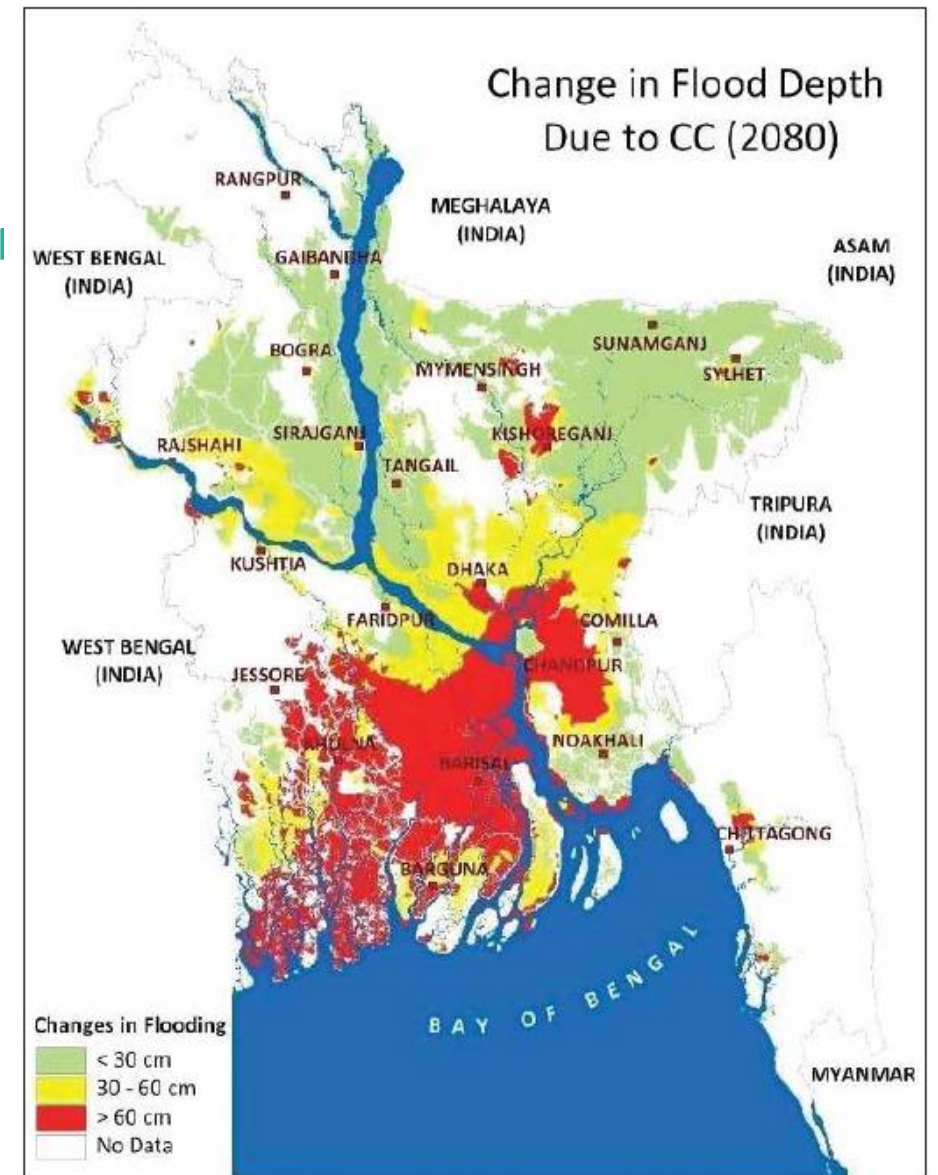 Change in Flood Depth
Due to CC (2080)
RANGPUR
MEGHALAYA
(INDIA)
ASAM
(INDIA)
WEST BENGAL
(INDIA)
GAIBANDHA
SUNAMGANJ
BOGRA
MYMENSINGH
SYLHET
SIRAJGANJ
KISHOREGANJ
RAJSHAHI
TANGAIL
TRIPURA
(INDIA)
KUSHTIA
DHAKA
FARIDPUR
COMILLA
WEST BENGAL
(INDIA)
CHANDPUR
JESSORE
KHULNA
NOAKHALI
BARISAL
CHITTAGONG
BARGUNA
BAY OF BENGAL
Changes in Flooding
< 30 cm
30 - 60 cm
> 60 cm
No Data
MYANMAR